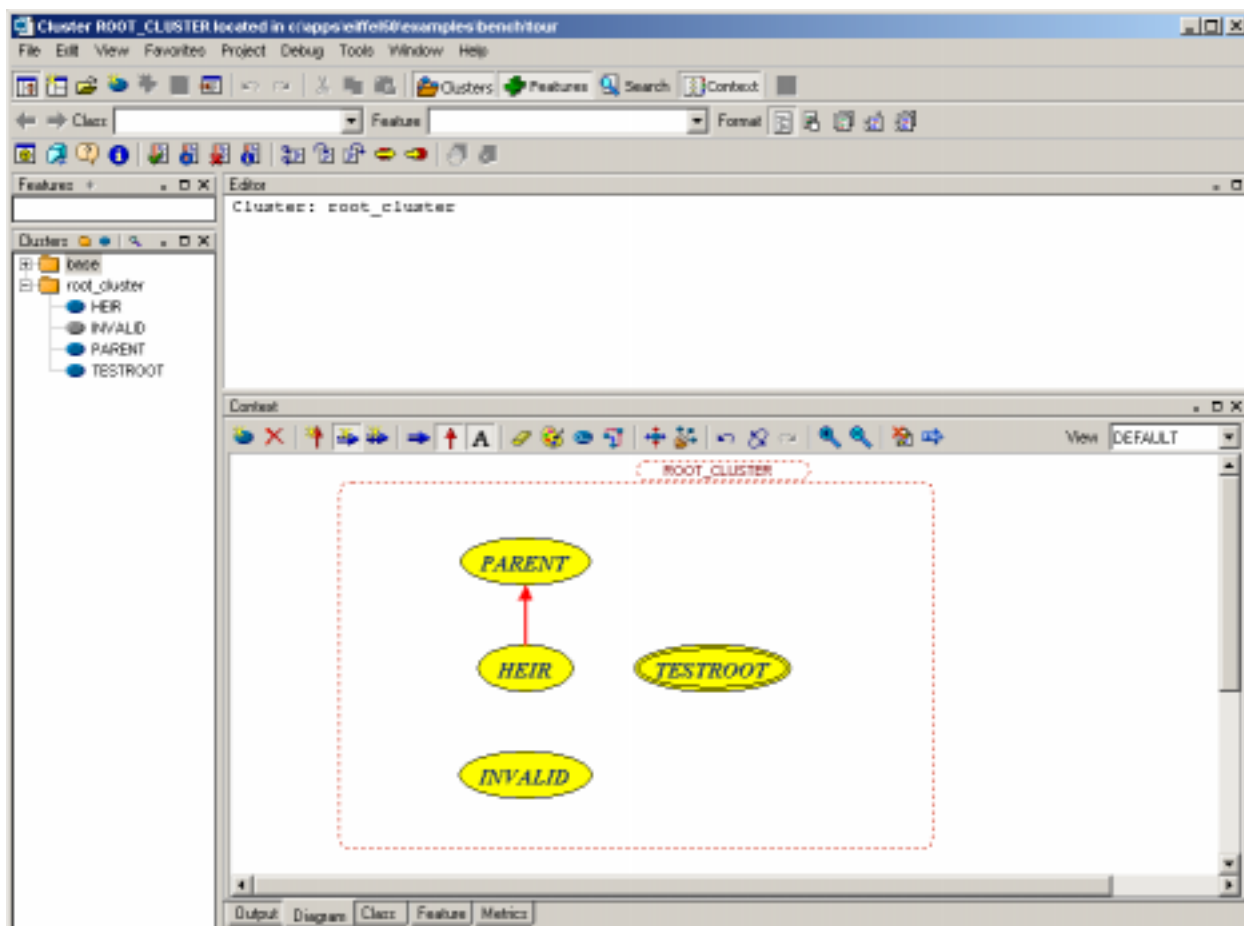 Cluster ROOT_CLUSTER located in c:\apps\eiffel50\examples\bench\tour
File Edit View Favorites Project Debug Tools Window Help
Clusters Features Search Context
Class Feature Format
Features
Editor
Cluster: root_cluster
Clusters
base
root_cluster
HEIR
INVALID
PARENT
TESTROOT
Context
A
View DEFAULT
ROOT_CLUSTER
PARENT
HEIR
TESTROOT
INVALID
Output Diagram Class Feature Metrics